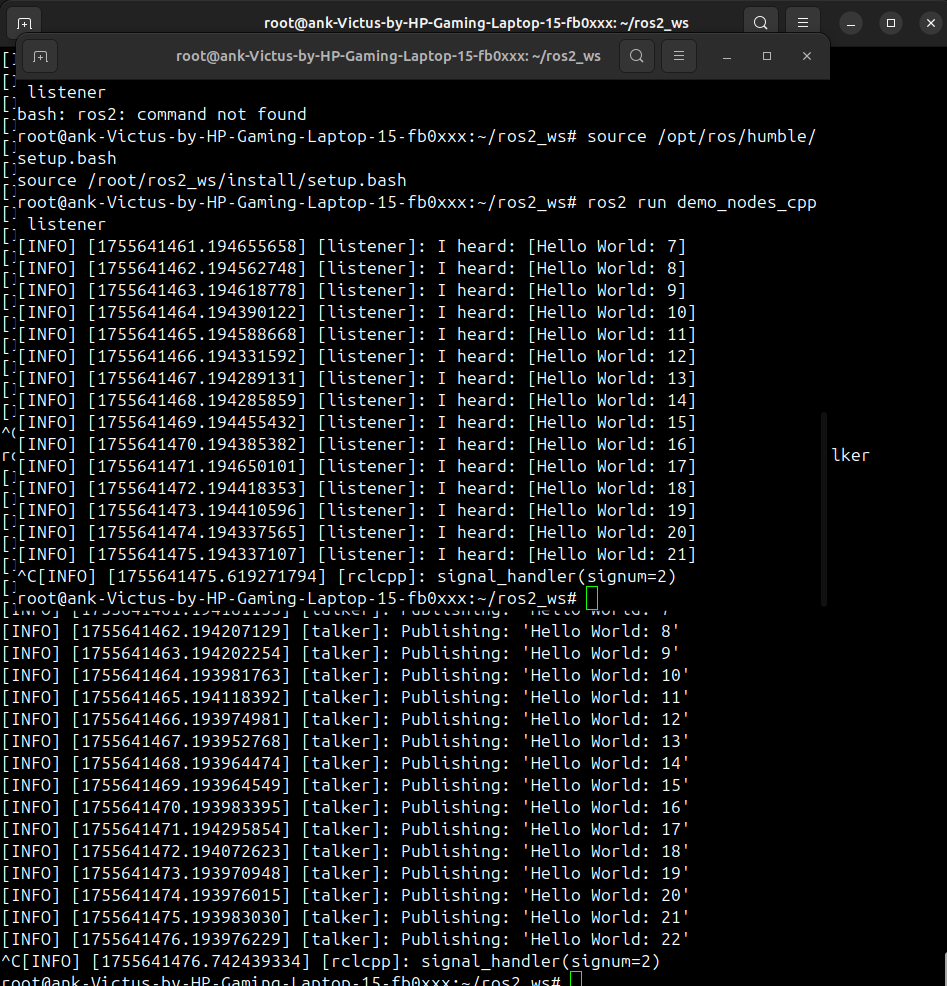 root@ank-Victus-by-HP-Gaming-Laptop-15-fb0xxx: ~/ros2_ws
root@ank-Victus-by-HP-Gaming-Laptop-15-fb0xxx: ~/ros2_ws
listener
bash: ros2: command not found
root@ank-Victus-by-HP-Gaming-Laptop-15-fb0xxx:~/ros2_ws# source /opt/ros/humble/
setup.bash
source /root/ros2_ws/install/setup.bash
root@ank-Victus-by-HP-Gaming-Laptop-15-fb0xxx:~/ros2_ws# ros2 run demo_nodes_cpp
listener
[INFO] [1755641461.194655658] [listener]: I heard: [Hello World: 7]
[INFO] [1755641462.194562748] [listener]: I heard: [Hello World: 8]
[INFO] [1755641463.194618778] [listener]: I heard: [Hello World: 9]
[INFO] [1755641464.194390122] [listener]: I heard: [Hello World: 10]
[INFO] [1755641465.194588668] [listener]: I heard: [Hello World: 11]
[INFO] [1755641466.194331592] [listener]: I heard: [Hello World: 12]
[INFO] [1755641467.194289131] [listener]: I heard: [Hello World: 13]
[INFO] [1755641468.194285859] [listener]: I heard: [Hello World: 14]
[INFO] [1755641469.194455432] [listener]: I heard: [Hello World: 15]
[INFO] [1755641470.194385382] [listener]: I heard: [Hello World: 16]
[INFO] [1755641471.194650101] [listener]: I heard: [Hello World: 17]
[INFO] [1755641472.194418353] [listener]: I heard: [Hello World: 18]
[INFO] [1755641473.194410596] [listener]: I heard: [Hello World: 19]
[INFO] [1755641474.194337565] [listener]: I heard: [Hello World: 20]
[INFO] [1755641475.194337107] [listener]: I heard: [Hello World: 21]
^C[INFO] [1755641475.619271794] [rclcpp]: signal_handler(signum=2)
root@ank-Victus-by-HP-Gaming-Laptop-15-fb0xxx:~/ros2_ws#
lker
[INFO] [1755641462.194207129] [talker]: Publishing: 'Hello World: 8'
[INFO] [1755641463.194202254] [talker]: Publishing: 'Hello World: 9'
[INFO] [1755641464.193981763] [talker]: Publishing: 'Hello World: 10'
[INFO] [1755641465.194118392] [talker]: Publishing: 'Hello World: 11'
[INFO] [1755641466.193974981] [talker]: Publishing: 'Hello World: 12'
[INFO] [1755641467.193952768] [talker]: Publishing: 'Hello World: 13'
[INFO] [1755641468.193964474] [talker]: Publishing: 'Hello World: 14'
[INFO] [1755641469.193964549] [talker]: Publishing: 'Hello World: 15'
[INFO] [1755641470.193983395] [talker]: Publishing: 'Hello World: 16'
[INFO] [1755641471.194295854] [talker]: Publishing: 'Hello World: 17'
[INFO] [1755641472.194072623] [talker]: Publishing: 'Hello World: 18'
[INFO] [1755641473.193970948] [talker]: Publishing: 'Hello World: 19'
[INFO] [1755641474.193976015] [talker]: Publishing: 'Hello World: 20'
[INFO] [1755641475.193983030] [talker]: Publishing: 'Hello World: 21'
[INFO] [1755641476.193976229] [talker]: Publishing: 'Hello World: 22'
^C[INFO] [1755641476.742439334] [rclcpp]: signal_handler(signum=2)
root@ank-Victus-by-HP-Gaming-Laptop-15-fb0xxx:~/ros2_ws#